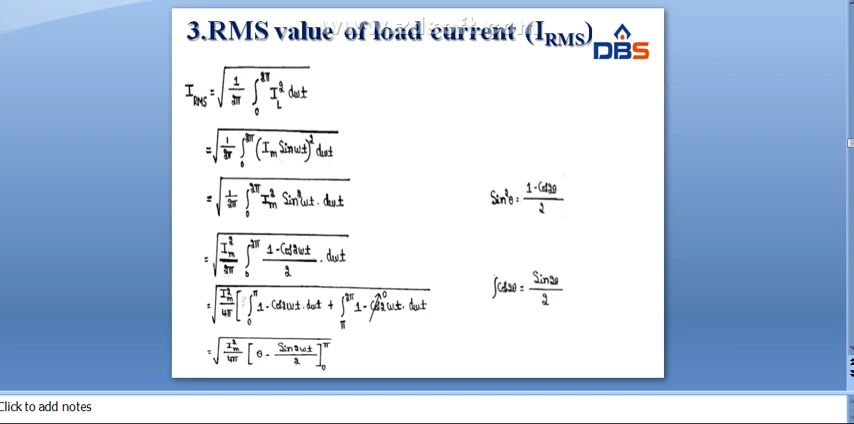 3.RMS value of load current (IRMS)
DBS
IRMS = √(1/2π ∫₀^2π I_L² dωt)
= √(1/2π ∫₀^2π (Im Sinωt)² dωt)
= √(1/2π ∫₀^2π Im² Sin²ωt . dωt)
Sin²θ = (1-Cos2θ)/2
= √(Im²/2π ∫₀^2π (1-Cos2ωt)/2 . dωt)
= √(Im²/4π [∫₀^π 1-Cos2ωt.dωt + ∫π^2π 1-Cos2ωt. dωt
0
∫Cos2θ = Sin2θ/2
= √(Im²/4π [θ - Sin2ωt/2]₀^π
Click to add notes